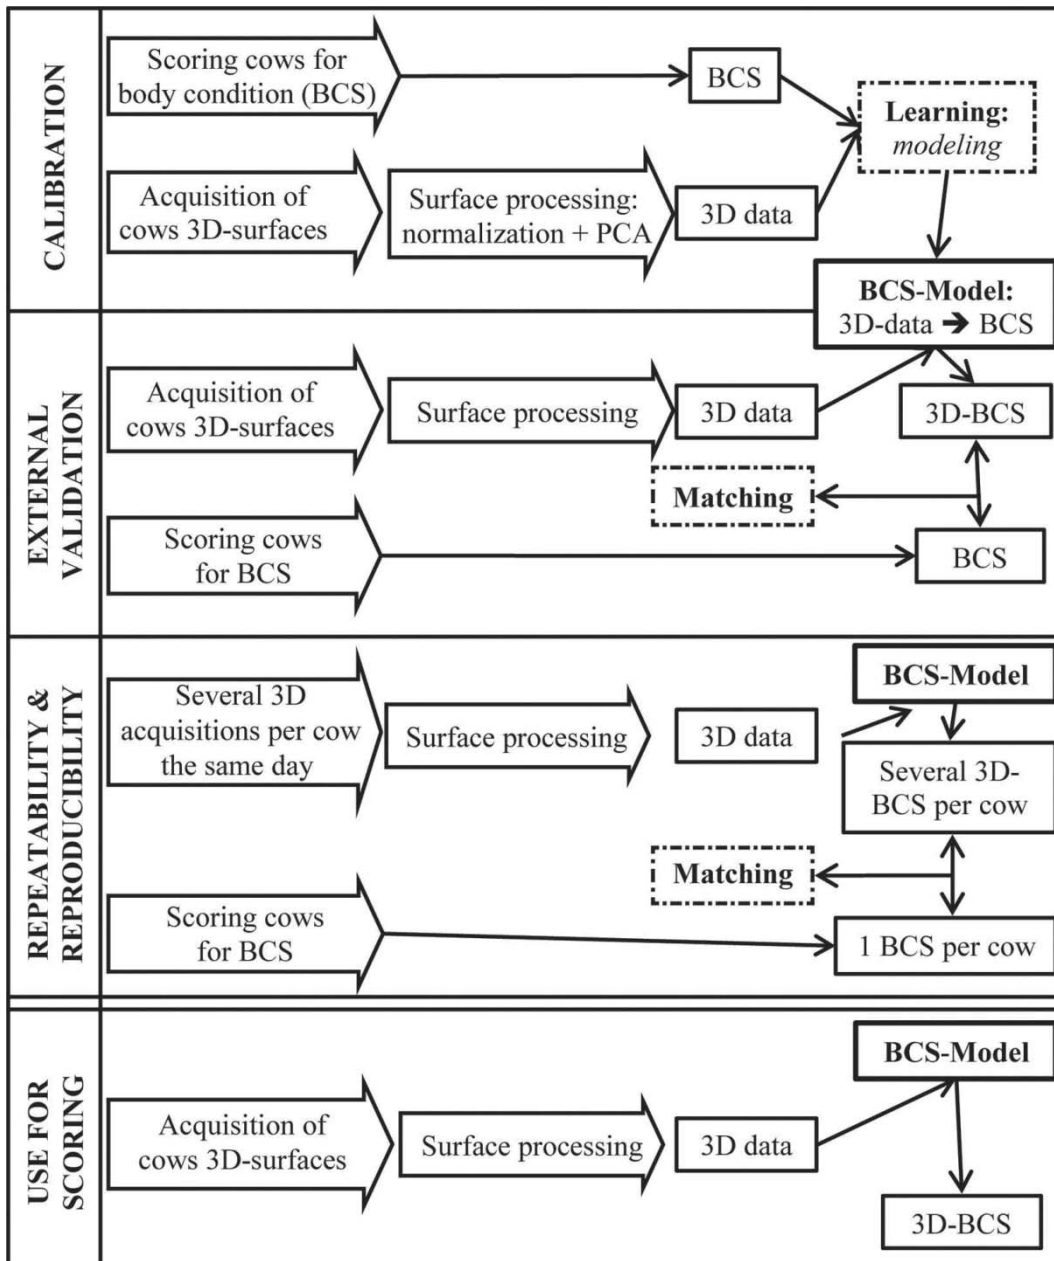 CALIBRATION
Scoring cows for
body condition (BCS)
BCS
Learning:
modeling
Acquisition of
cows 3D-surfaces
Surface processing:
normalization + PCA
3D data
BCS-Model:
3D-data ➔ BCS
EXTERNAL
VALIDATION
Acquisition of
cows 3D-surfaces
Surface processing
3D data
3D-BCS
Matching
Scoring cows
for BCS
BCS
REPEATABILITY &
REPRODUCIBLITY
Several 3D
acquisitions per cow
the same day
Surface processing
3D data
BCS-Model
Several 3D-
BCS per cow
Matching
Scoring cows
for BCS
1 BCS per cow
USE FOR
SCORING
Acquisition of
cows 3D-surfaces
Surface processing
3D data
BCS-Model
3D-BCS